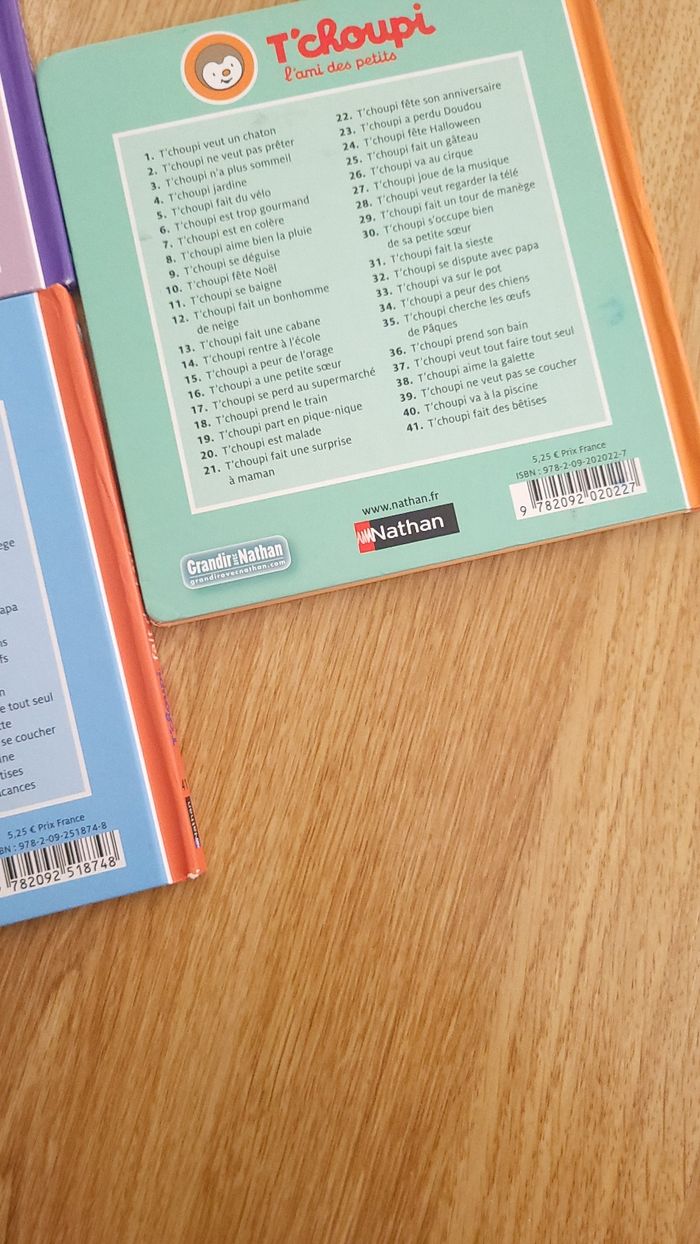 T'choupi
l'ami des petits
1. T'choupi veut un chaton
2. T'choupi ne veut pas prêter
3. T'choupi n'a plus sommeil
4. T'choupi jardine
5. T'choupi fait du vélo
6. T'choupi est trop gourmand
7. T'choupi est en colère
8. T'choupi aime bien la pluie
9. T'choupi se déguise
10. T'choupi fête Noël
11. T'choupi se baigne
12. T'choupi fait un bonhomme
de neige
13. T'choupi fait une cabane
14. T'choupi rentre à l'école
15. T'choupi a peur de l'orage
16. T'choupi a une petite sœur
17. T'choupi se perd au supermarché
18. T'choupi prend le train
19. T'choupi part en pique-nique
20. T'choupi est malade
21. T'choupi fait une surprise
à maman
22. T'choupi fête son anniversaire
23. T'choupi a perdu Doudou
24. T'choupi fête Halloween
25. T'choupi fait un gâteau
26. T'choupi va au cirque
27. T'choupi joue de la musique
28. T'choupi veut regarder la télé
29. T'choupi fait un tour de manège
30. T'choupi s'occupe bien
de sa petite sœur
31. T'choupi fait la sieste
32. T'choupi se dispute avec papa
33. T'choupi va sur le pot
34. T'choupi a peur des chiens
35. T'choupi cherche les œufs
de Pâques
36. T'choupi prend son bain
37. T'choupi veut tout faire tout seul
38. T'choupi aime la galette
39. T'choupi ne veut pas se coucher
40. T'choupi va à la piscine
41. T'choupi fait des bêtises
www.nathan.fr
Nathan
Grandir avec Nathan
grandiravecnathan.com
5,25 € Prix France
ISBN : 978-2-09-202022-7
9 782092 020227
ège
apa
ns
fs
n
e tout seul
tte
se coucher
ine
tises
cances
5,25 € Prix France
BN : 978-2-09-251874-8
782092 518748